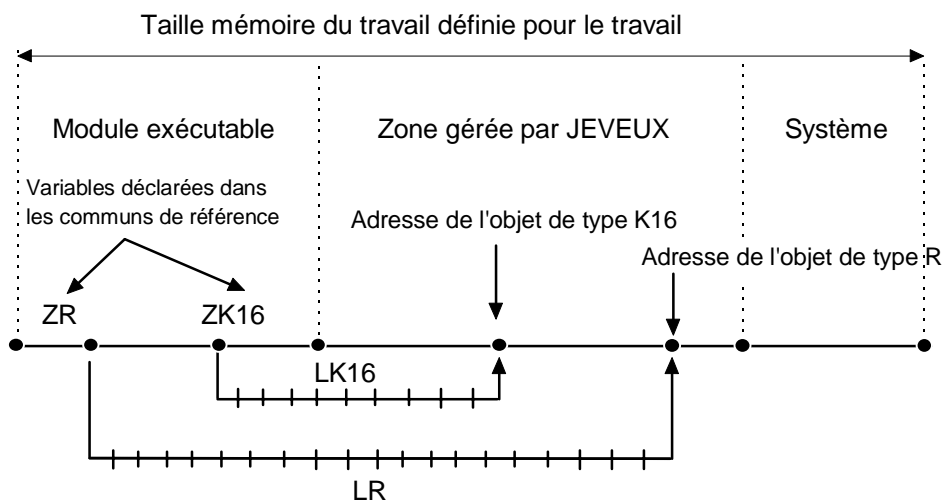 Taille mémoire du travail définie pour le travail
Module exécutable
Zone gérée par JEVEUX
Système
Variables déclarées dans
les communs de référence
Adresse de l'objet de type K16
Adresse de l'objet de type R
ZR
ZK16
LK16
LR